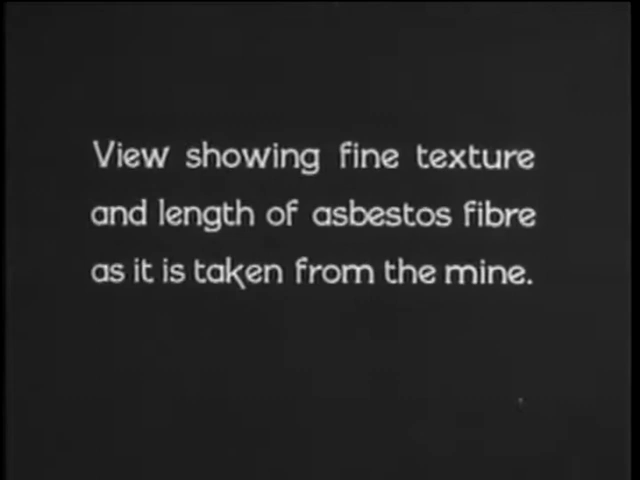 View showing fine texture
and length of asbestos fibre
as it is taken from the mine.